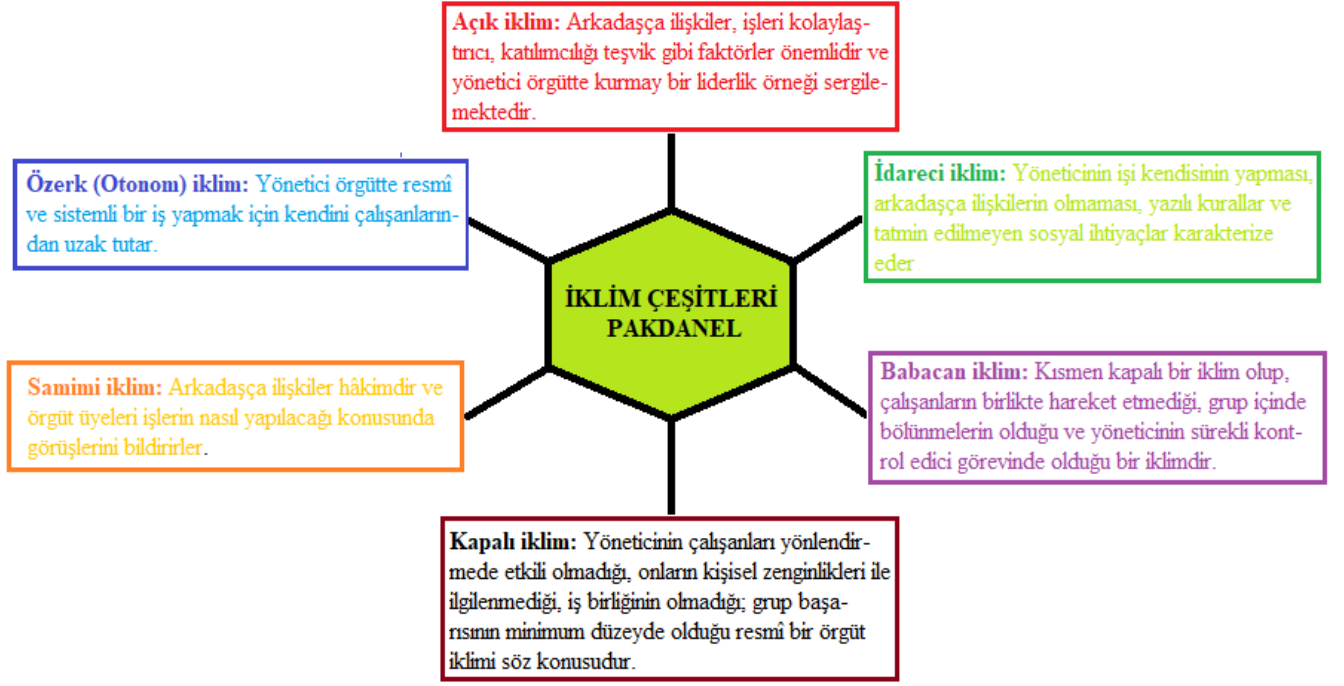 Açık iklim: Arkadaşça ilişkiler, işleri kolaylaş-
tırıcı, katılımcılığı teşvik gibi faktörler önemlidir ve
yönetici örgütte kurmay bir liderlik örneği sergile-
mektedir.
Özerk (Otonom) iklim: Yönetici örgütte resmî
ve sistemli bir iş yapmak için kendini çalışanların-
dan uzak tutar.
İdareci iklim: Yöneticinin işi kendisinin yapması,
arkadaşça ilişkilerin olmaması, yazılı kurallar ve
tatmin edilmeyen sosyal ihtiyaçlar karakterize
eder
İKLİM ÇEŞİTLERİ
PAKDANEL
Samimi iklim: Arkadaşça ilişkiler hâkimdir ve
örgüt üyeleri işlerin nasıl yapılacağı konusunda
görüşlerini bildirirler.
Babacan iklim: Kısmen kapalı bir iklim olup,
çalışanların birlikte hareket etmediği, grup içinde
bölünmelerin olduğu ve yöneticinin sürekli kont-
rol edici görevinde olduğu bir iklimdir.
Kapalı iklim: Yöneticinin çalışanları yönlendir-
mede etkili olmadığı, onların kişisel zenginlikleri ile
ilgilenmediği, iş birliğinin olmadığı; grup başa-
rısının minimum düzeyde olduğu resmî bir örgüt
iklimi söz konusudur.